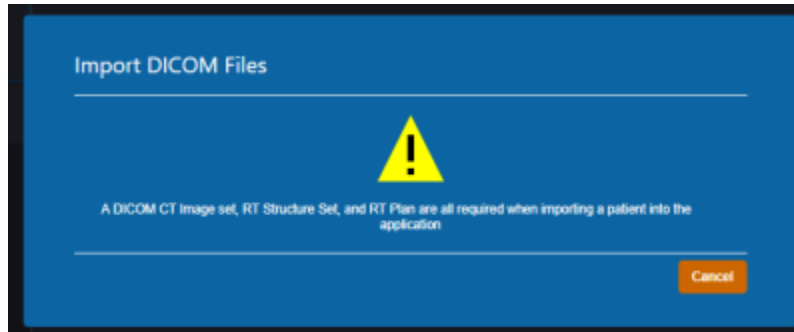 Import DICOM Files
!
A DICOM CT Image set, RT Structure Set, and RT Plan are all required when importing a patient into the
application
Cancel